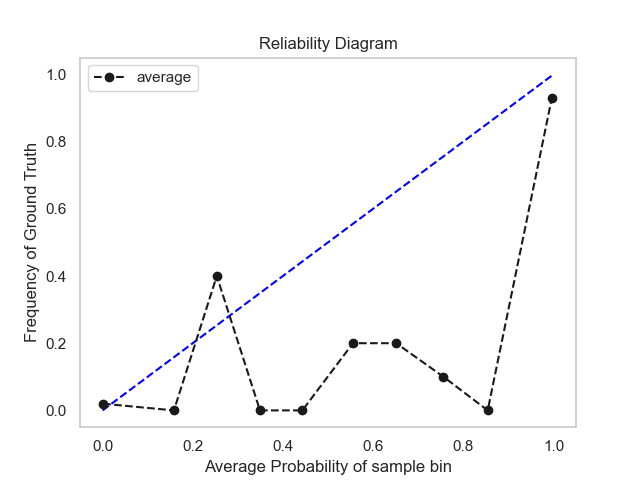 Reliability Diagram
average
1.0
0.8
0.6
0.4
0.2
0.0
Frequency of Ground Truth
0.0 0.2 0.4 0.6 0.8 1.0
Average Probability of sample bin